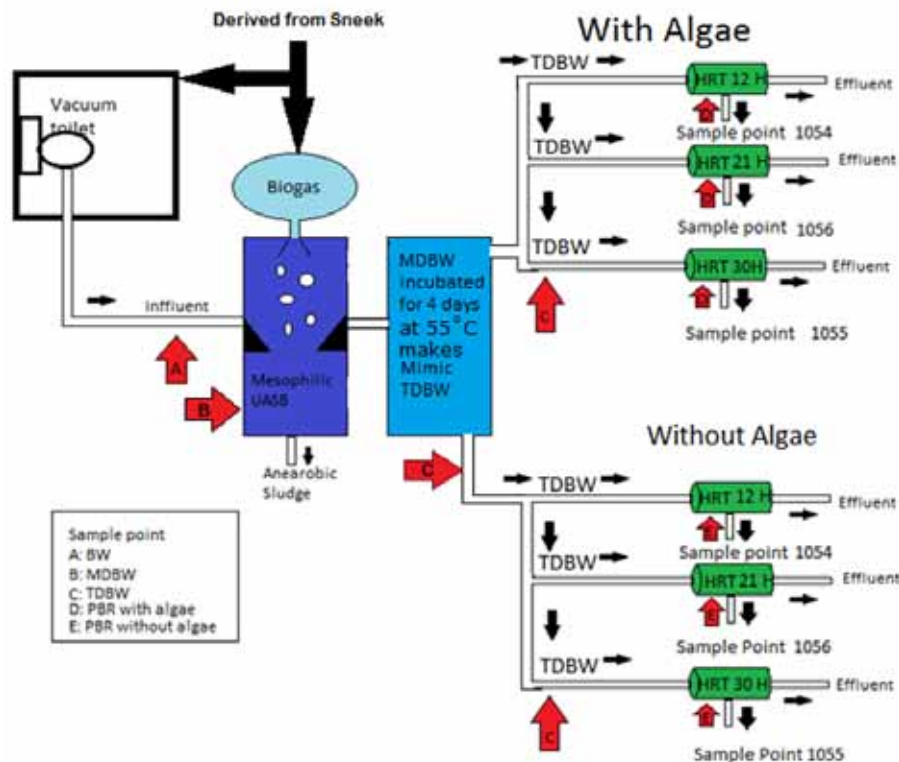 Derived from Sneek
Vacuum
toilet
Biogas
Inffluent
A
B
Mesophilic
UASB
Anearobic
Sludge
MDBW
incubated
for 4 days
at 55°C
makes
Mimic
TDBW
C
Sample point
A: BW
B: MDBW
C: TDBW
D: PBR with algae
E: PBR without algae
With Algae
TDBW
HRT 12 H
Effluent
D
Sample point 1054
TDBW
HRT 21 H
Effluent
D
Sample point 1056
TDBW
HRT 30H
Effluent
C
D
Sample point 1055
Without Algae
TDBW
HRT 12 H
Effluent
E
Sample point 1054
TDBW
HRT 21 H
Effluent
E
Sample Point 1056
TDBW
HRT 30 H
Effluent
C
E
Sample Point 1055